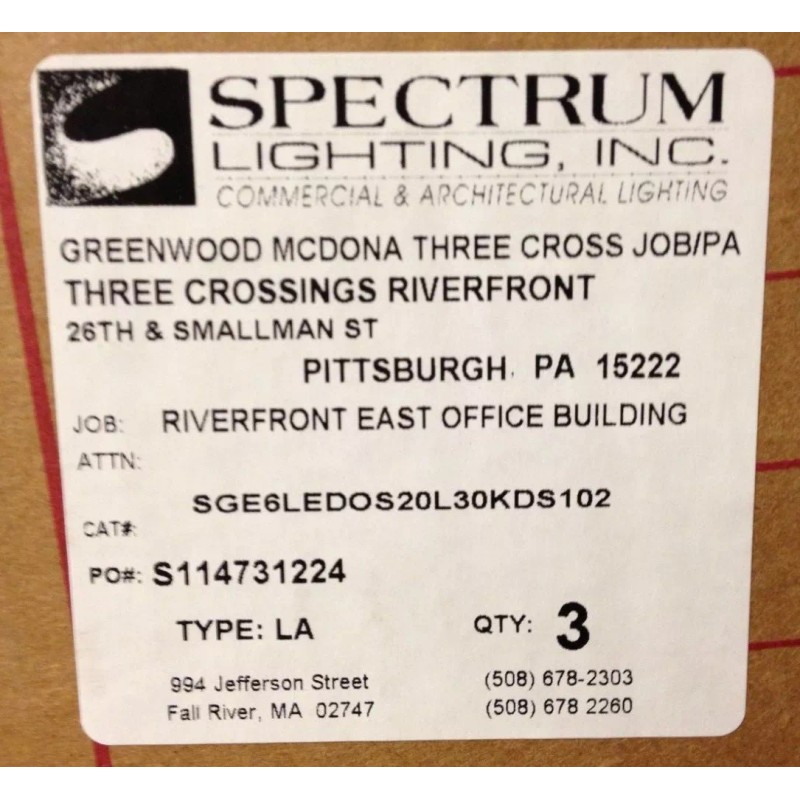 SPECTRUM
LIGHTING, INC.
COMMERCIAL & ARCHITECTURAL LIGHTING
GREENWOOD MCDONA THREE CROSS JOB/PA
THREE CROSSINGS RIVERFRONT
26TH & SMALLMAN ST
PITTSBURGH, PA 15222
JOB: RIVERFRONT EAST OFFICE BUILDING
ATTN:
SGE6LEDOS20L30KDS102
CAT#:
PO#: S114731224
TYPE: LA QTY: 3
994 Jefferson Street (508) 678-2303
Fall River, MA 02747 (508) 678 2260